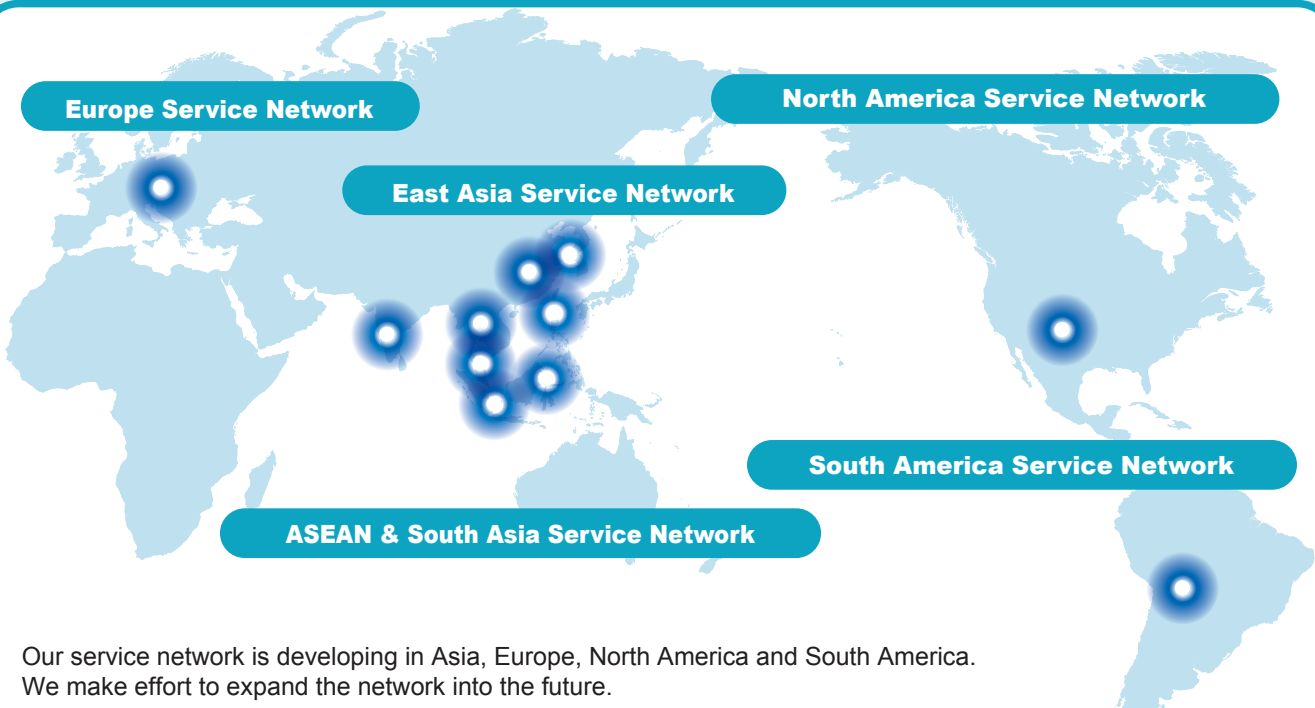 Europe Service Network
North America Service Network
East Asia Service Network
South America Service Network
ASEAN & South Asia Service Network
Our service network is developing in Asia, Europe, North America and South America.
We make effort to expand the network into the future.